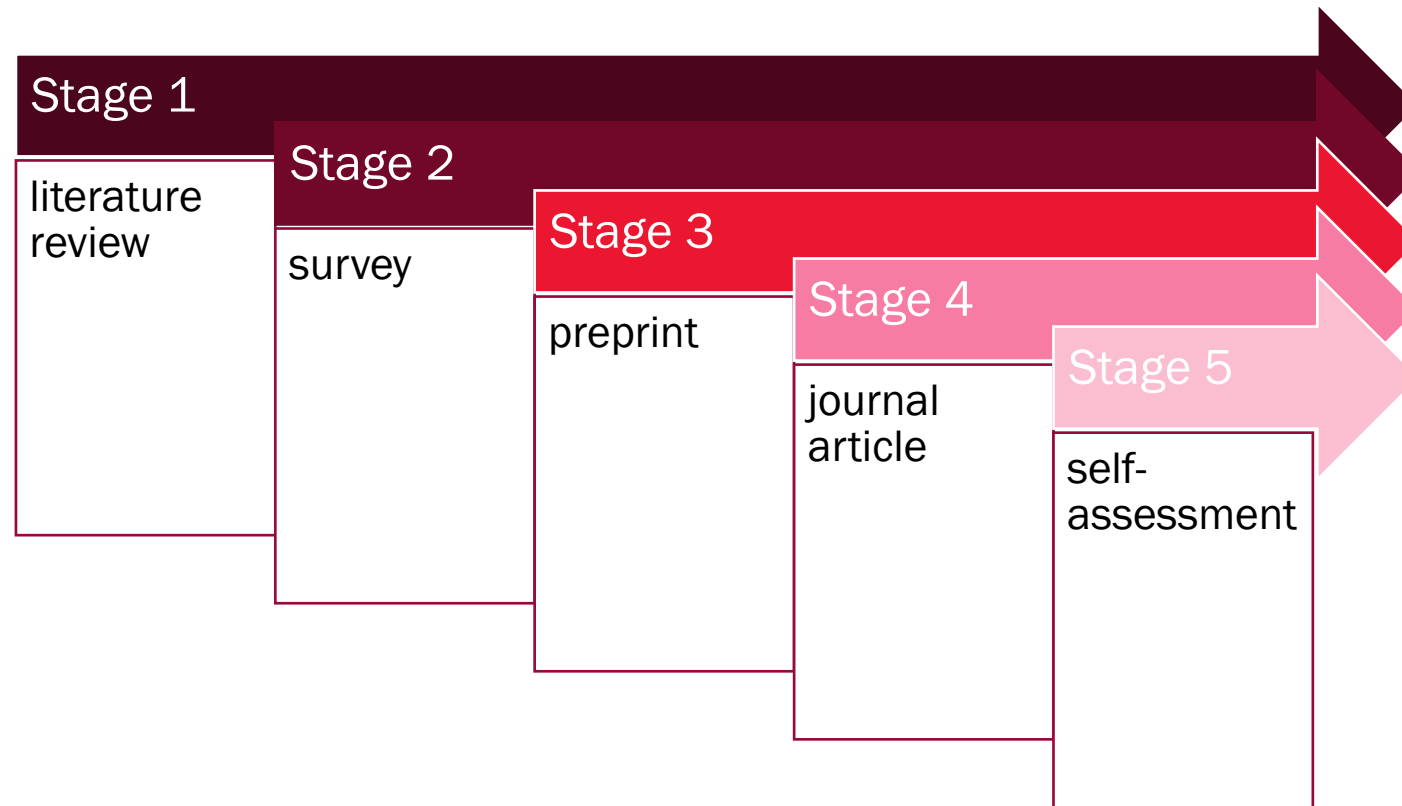 Stage 1
literature
review
Stage 2
survey
Stage 3
preprint
Stage 4
journal
article
Stage 5
self-
assessment